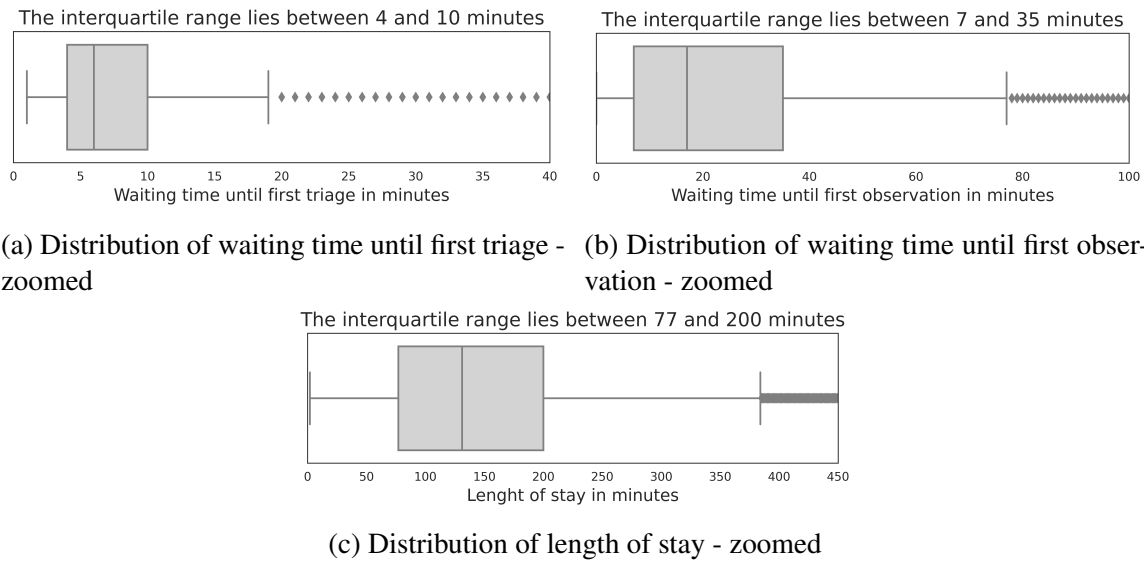 The interquartile range lies between 4 and 10 minutes
0 5 10 15 20 25 30 35 40
Waiting time until first triage in minutes
(a) Distribution of waiting time until first triage -
zoomed
The interquartile range lies between 7 and 35 minutes
0 20 40 60 80 100
Waiting time until first observation in minutes
(b) Distribution of waiting time until first obser-
vation - zoomed
The interquartile range lies between 77 and 200 minutes
0 50 100 150 200 250 300 350 400 450
Lenght of stay in minutes
(c) Distribution of length of stay - zoomed